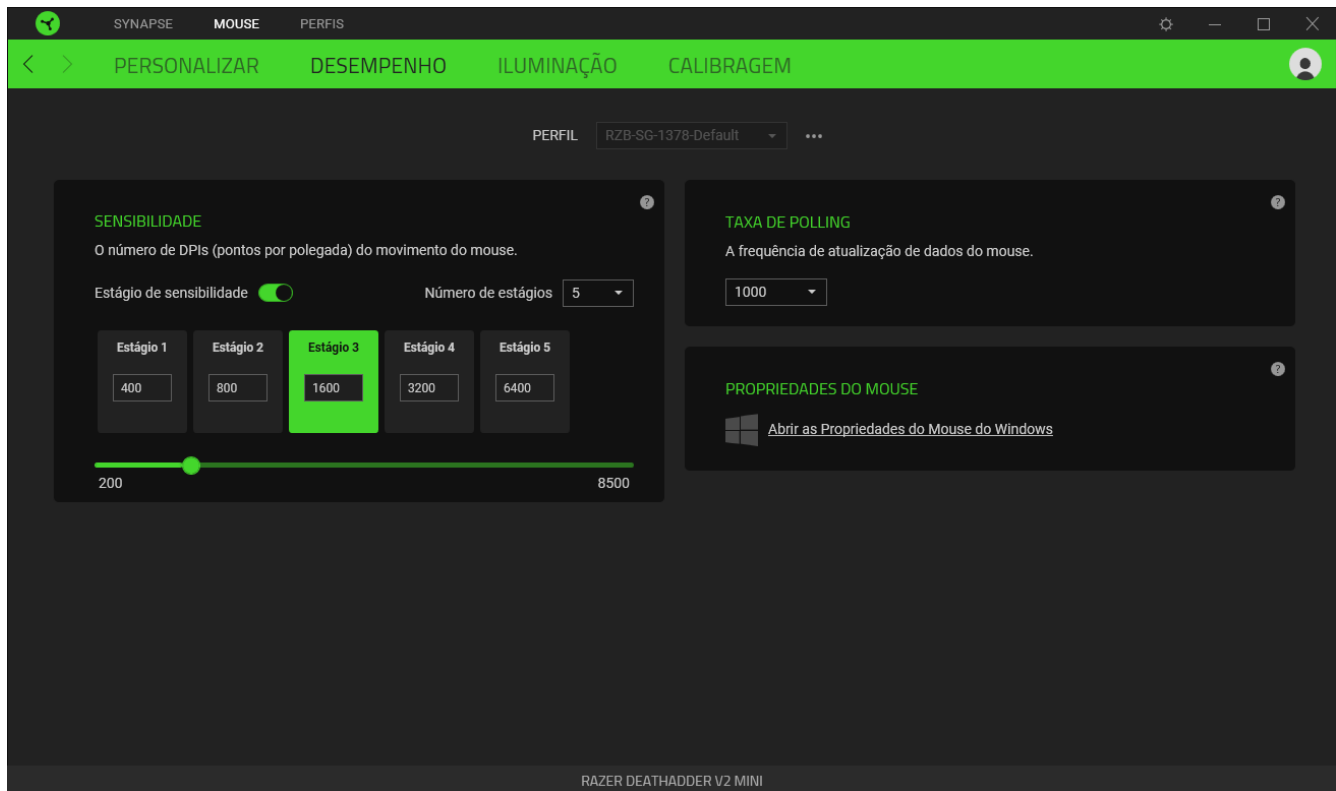 SYNAPSE MOUSE PERFIS
PERSONALIZAR DESEMPENHO ILUMINAÇÃO CALIBRAGEM
PERFIL RZB-SG-1378-Default
SENSIBILIDADE
O número de DPIs (pontos por polegada) do movimento do mouse.
Estágio de sensibilidade Número de estágios 5
Estágio 1 Estágio 2 Estágio 3 Estágio 4 Estágio 5
400 800 1600 3200 6400
200 8500
TAXA DE POLLING
A frequência de atualização de dados do mouse.
1000
PROPRIEDADES DO MOUSE
Abrir as Propriedades do Mouse do Windows
RAZER DEATHADDER V2 MINI